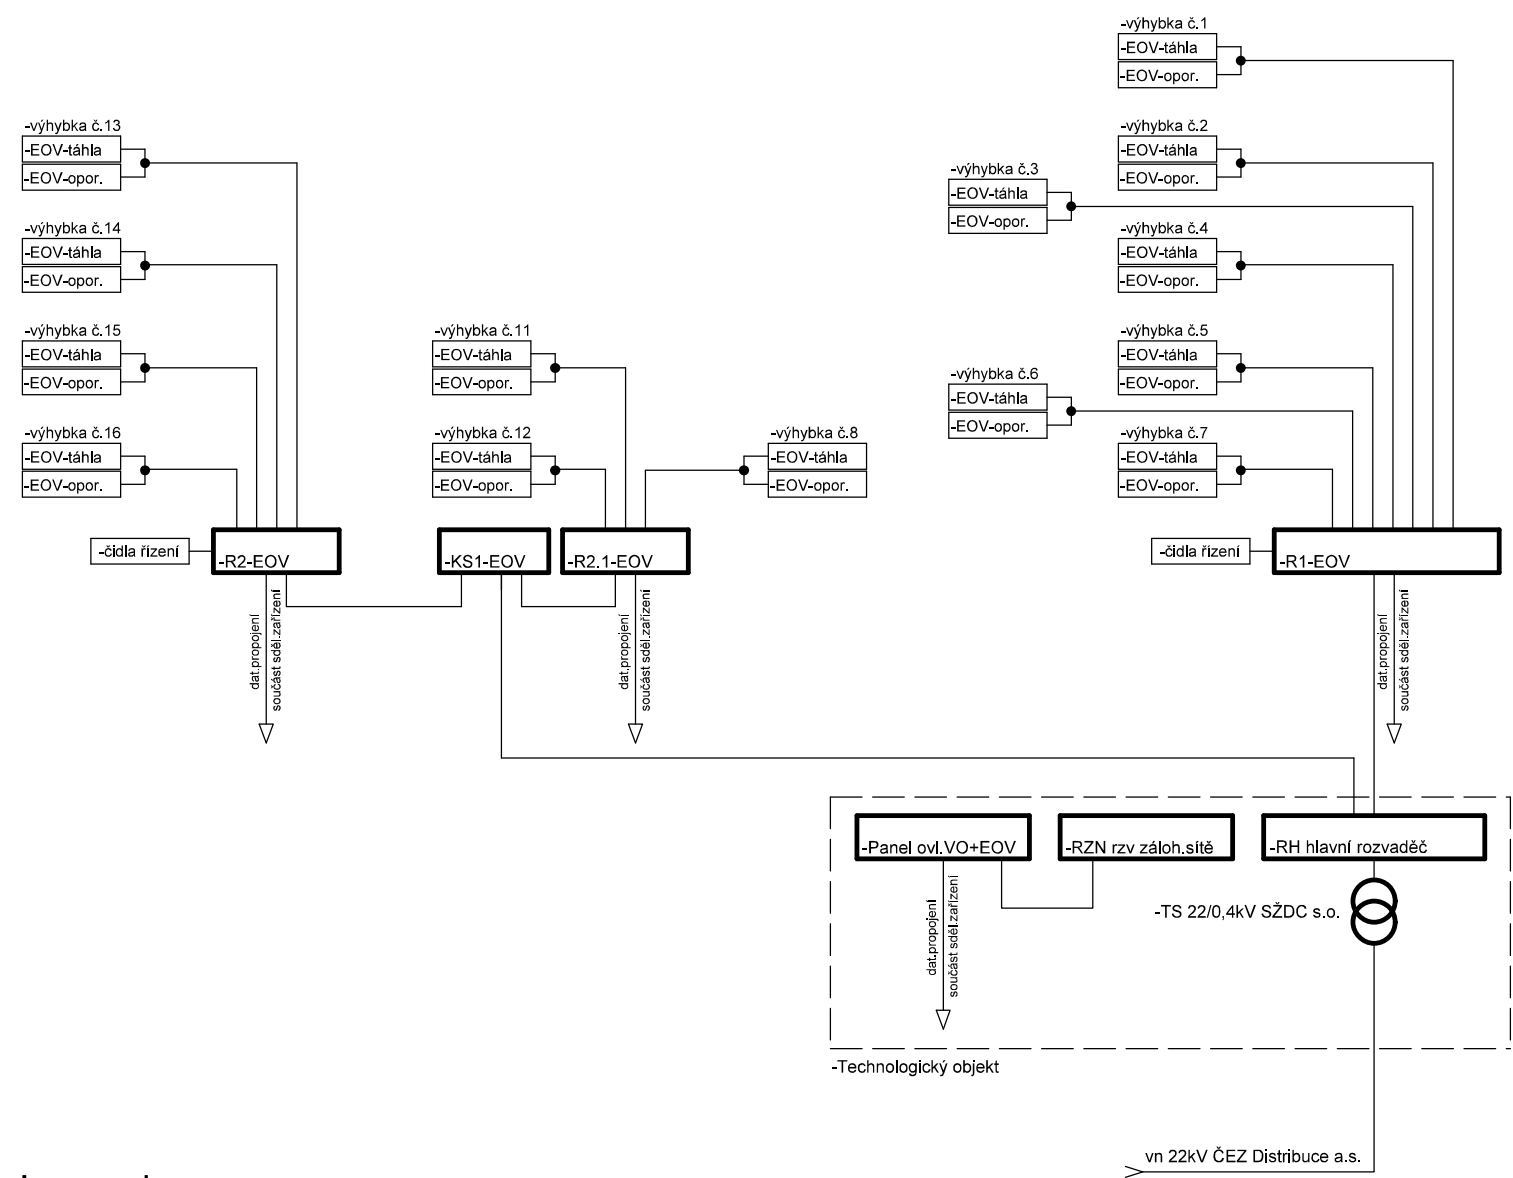 -výhybka č.1
-EOV-táhla
-EOV-opor.
-výhybka č.13
-EOV-táhla
-EOV-opor.
-výhybka č.2
-EOV-táhla
-EOV-opor.
-výhybka č.3
-EOV-táhla
-EOV-opor.
-výhybka č.14
-EOV-táhla
-EOV-opor.
-výhybka č.4
-EOV-táhla
-EOV-opor.
-výhybka č.15
-EOV-táhla
-EOV-opor.
-výhybka č.11
-EOV-táhla
-EOV-opor.
-výhybka č.5
-EOV-táhla
-EOV-opor.
-výhybka č.6
-EOV-táhla
-EOV-opor.
-výhybka č.16
-EOV-táhla
-EOV-opor.
-výhybka č.12
-EOV-táhla
-EOV-opor.
-výhybka č.8
-EOV-táhla
-EOV-opor.
-výhybka č.7
-EOV-táhla
-EOV-opor.
-čidla řízení
-R2-EOV
-KS1-EOV
-R2.1-EOV
-čidla řízení
-R1-EOV
dat.propojení
součást sděl.zařízení
dat.propojení
součást sděl.zařízení
dat.propojení
součást sděl.zařízení
-Panel ovl.VO+EOV
-RZN rzv záloh.sítě
-RH hlavní rozvaděč
-TS 22/0,4kV SŽDC s.o.
dat.propojení
součást sděl.zařízení
-Technologický objekt
vn 22kV ČEZ Distribuce a.s.